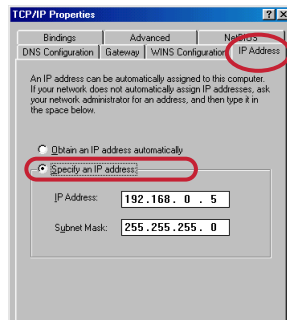 TCP/IP Properties
Bindings Advanced NetBIOS
DNS Configuration Gateway WINS Configuration IP Address
An IP address can be automatically assigned to this computer.
If your network does not automatically assign IP addresses, ask
your network administrator for an address, and then type it in
the space below.
Obtain an IP address automatically
Specify an IP address:
IP Address: 192.168. 0 . 5
Subnet Mask: 255.255.255. 0